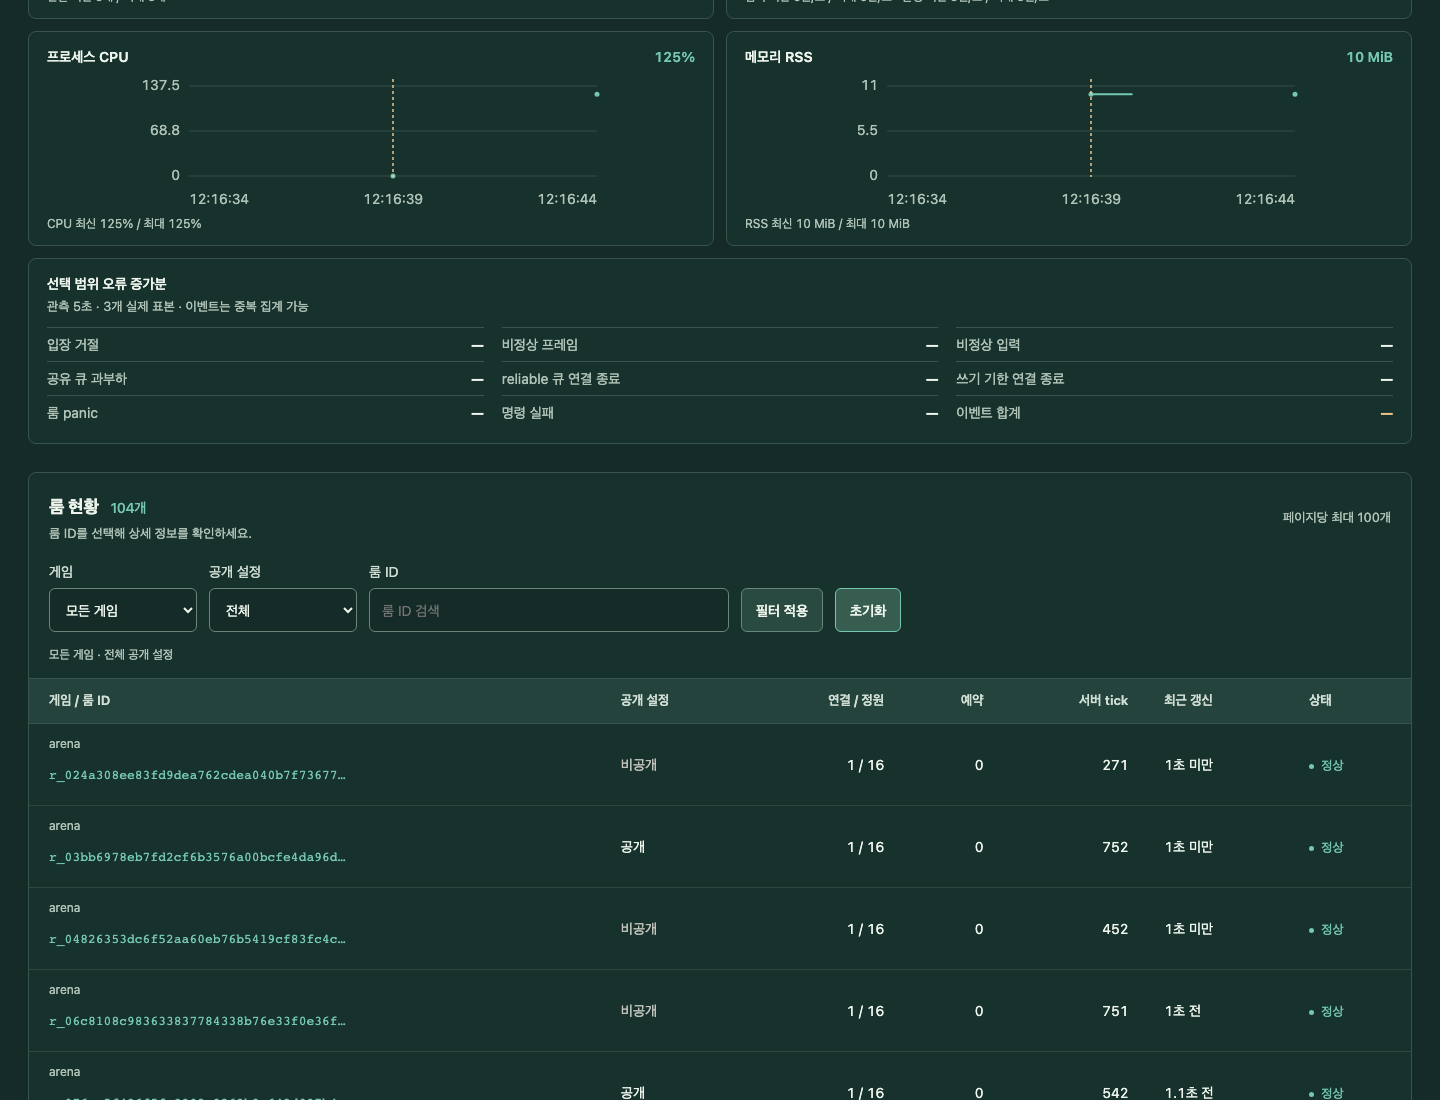 프로세스 CPU
125%
137.5
68.8
0
12:16:34
12:16:39
12:16:44
CPU 최신 125% / 최대 125%
메모리 RSS
10 MiB
11
5.5
0
12:16:34
12:16:39
12:16:44
RSS 최신 10 MiB / 최대 10 MiB
선택 범위 오류 증가분
관측 5초 · 3개 실제 표본 · 이벤트는 중복 집계 가능
입장 거절 —
비정상 프레임 —
비정상 입력 —
공유 큐 과부하 —
reliable 큐 연결 종료 —
쓰기 기한 연결 종료 —
룸 panic —
명령 실패 —
이벤트 합계 —
룸 현황 104개
룸 ID를 선택해 상세 정보를 확인하세요.
페이지당 최대 100개
게임
공개 설정
룸 ID
모든 게임
전체
룸 ID 검색
필터 적용
초기화
모든 게임 · 전체 공개 설정
게임 / 룸 ID 공개 설정 연결 / 정원 예약 서버 tick 최근 갱신 상태
arena
r_024a308ee83fd9dea762cdea040b7f73677… 비공개 1 / 16 0 271 1초 미만 정상
arena
r_03bb6978eb7fd2cf6b3576a00bcfe4da96d… 공개 1 / 16 0 752 1초 미만 정상
arena
r_04826353dc6f52aa60eb76b5419cf83fc4c… 비공개 1 / 16 0 452 1초 미만 정상
arena
r_06c8108c983633837784338b76e33f0e36f… 비공개 1 / 16 0 751 1초 전 정상
arena
공개 1 / 16 0 542 1.1초 전 정상